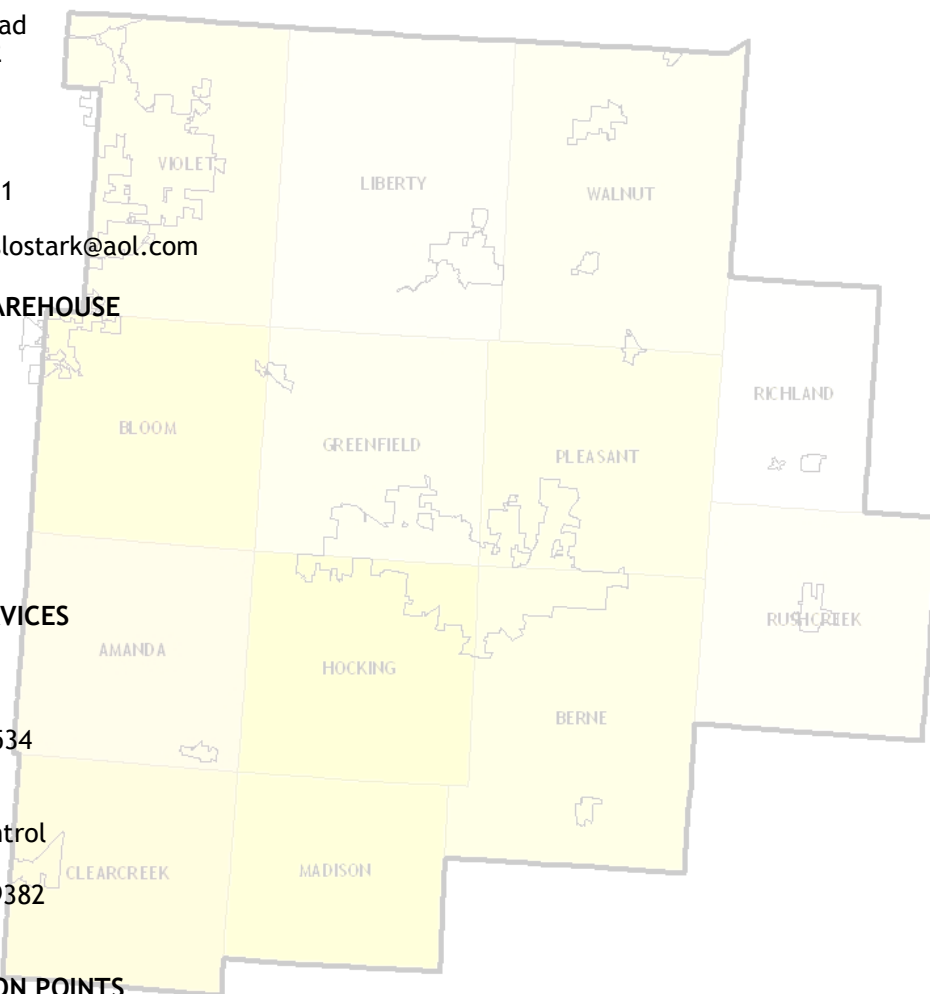 ad
1
lostark@aol.com
AREHOUSE
VICES
534
ntrol
9382
ON POINTS
VIOLET
LIBERTY
WALNUT
RICHLAND
BLOOM
GREENFIELD
PLEASANT
RUSHCREEK
AMANDA
HOCKING
BERNE
CLEARCREEK
MADISON